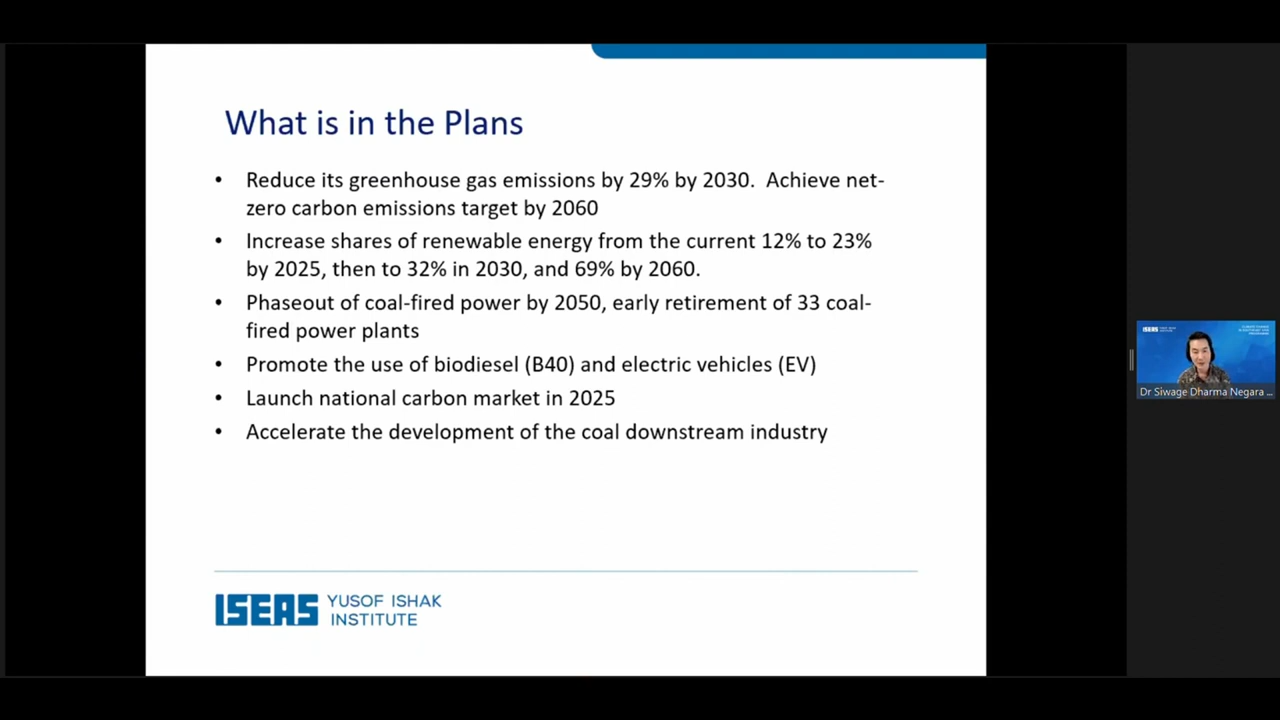 What is in the Plans
• Reduce its greenhouse gas emissions by 29% by 2030.  Achieve net-
zero carbon emissions target by 2060
• Increase shares of renewable energy from the current 12% to 23%
by 2025, then to 32% in 2030, and 69% by 2060.
• Phaseout of coal-fired power by 2050, early retirement of 33 coal-
fired power plants
• Promote the use of biodiesel (B40) and electric vehicles (EV)
• Launch national carbon market in 2025
• Accelerate the development of the coal downstream industry
ISEAS YUSOF ISHAK
INSTITUTE
ISEAS
Dr Siwage Dharma Negara ...